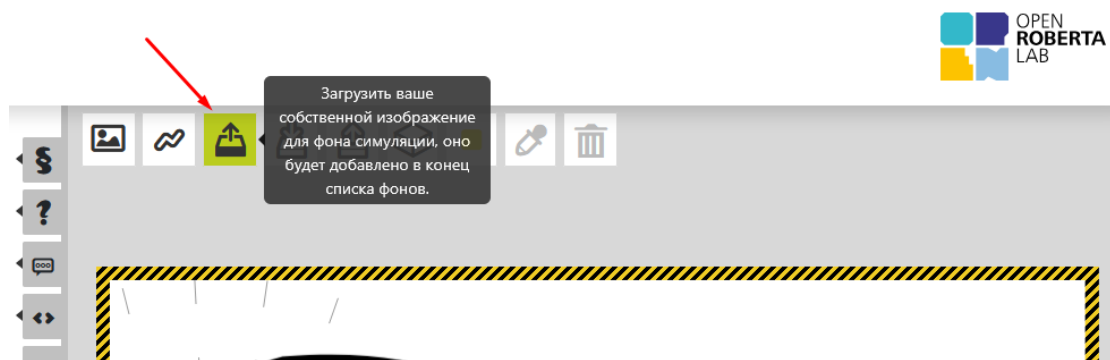 OPEN
ROBERTA
LAB
Загрузить ваше
собственной изображение
для фона симуляции, оно
будет добавлено в конец
списка фонов.
§
?